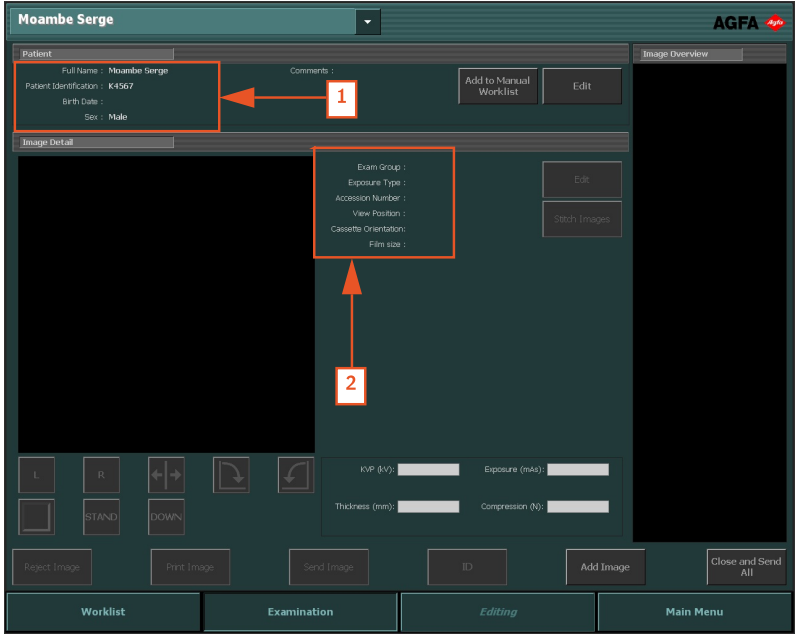 Moambe Serge
AGFA
Agfa
Patient
Image Overview
Full Name : Moambe Serge
Comments :
Patient Identification : K4567
Birth Date :
Sex : Male
1
Add to Manual
Worklist
Edit
Image Detail
Exam Group :
Exposure Type :
Accession Number :
View Position :
Cassette Orientation:
Film size :
Edit
Stitch Images
2
L
R
STAND
DOWN
KVP (kV):
Exposure (mAs):
Thickness (mm):
Compression (N):
Reject Image
Print Image
Send Image
ID
Add Image
Close and Send
All
Worklist
Examination
Editing
Main Menu